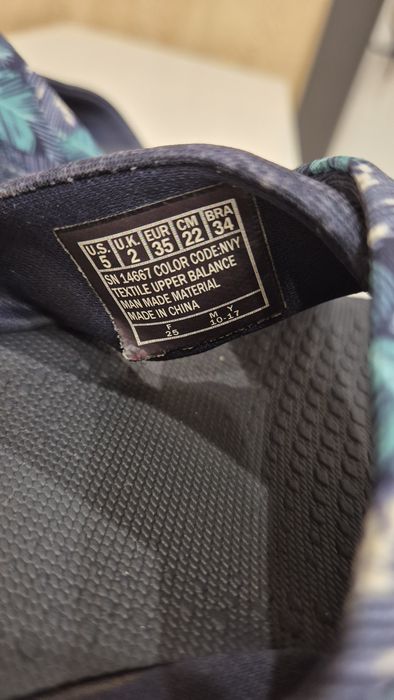 U.S. U.K. EUR CM BRA
5 2 35 22 34
SN 14667 COLOR CODE:NVY
TEXTILE UPPER BALANCE
MAN MADE MATERIAL
MADE IN CHINA
F M Y
25 10-17